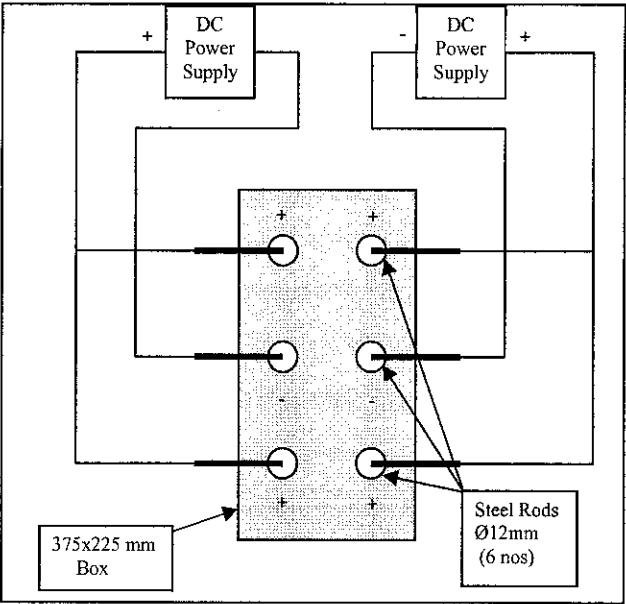 DC
Power
Supply
+
DC
Power
Supply
-
+
+
+
-
-
+
+
375x225 mm
Box
Steel Rods
Ø12mm
(6 nos)